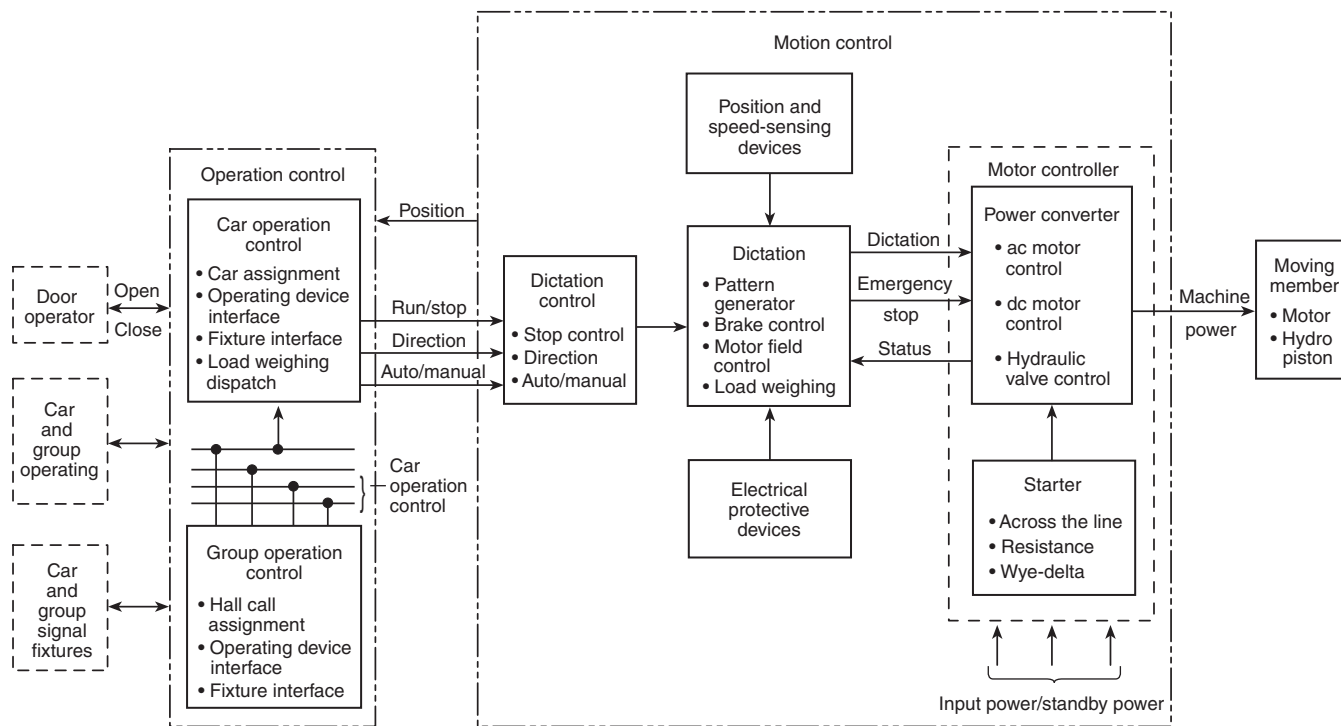 Motion control
Position and
speed-sensing
devices
Operation control
Motor controller
Car operation
control
• Car assignment
• Operating device
interface
• Fixture interface
• Load weighing
dispatch
Position
Door
operator
Open
Close
Run/stop
Direction
Auto/manual
Dictation
control
• Stop control
• Direction
• Auto/manual
Dictation
• Pattern
generator
• Brake control
• Motor field
control
• Load weighing
Dictation
Emergency
stop
Status
Power converter
• ac motor
control
• dc motor
control
• Hydraulic
valve control
Machine
power
Moving
member
• Motor
• Hydro
piston
Car
and
group
operating
Car
operation
control
Electrical
protective
devices
Starter
• Across the line
• Resistance
• Wye-delta
Car
and
group
signal
fixtures
Group operation
control
• Hall call
assignment
• Operating device
interface
• Fixture interface
Input power/standby power